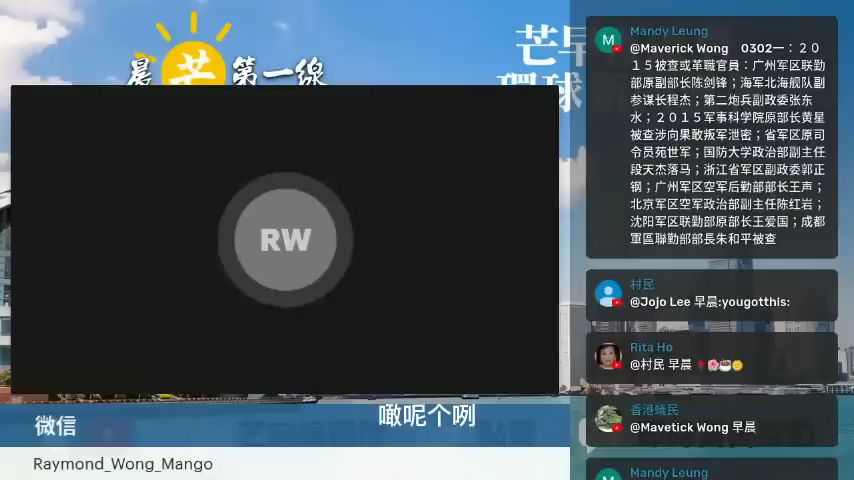 晨芒第一線
芒早
環球
RW
噉呢个咧
微信
Raymond_Wong_Mango
Mandy Leung
@Maverick Wong 0302一：２０
１５被查或革職官員：广州军区联勤
部原副部长陈剑锋；海军北海舰队副
参谋长程杰；第二炮兵副政委张东
水；２０１５军事科学院原部长黄星
被查涉向果敢叛军泄密；省军区原司
令员苑世军；国防大学政治部副主任
段天杰落马；浙江省军区副政委郭正
钢；广州军区空军后勤部部长王声；
北京军区空军政治部副主任陈红岩；
沈阳军区联勤部原部长王爱国；成都
軍區聯勤部部長朱和平被查
村民
@Jojo Lee 早晨:yougotthis:
Rita Ho
@村民 早晨🌹🌺☕🌞
香港蟻民
@Mavetick Wong 早晨
Mandy Leung